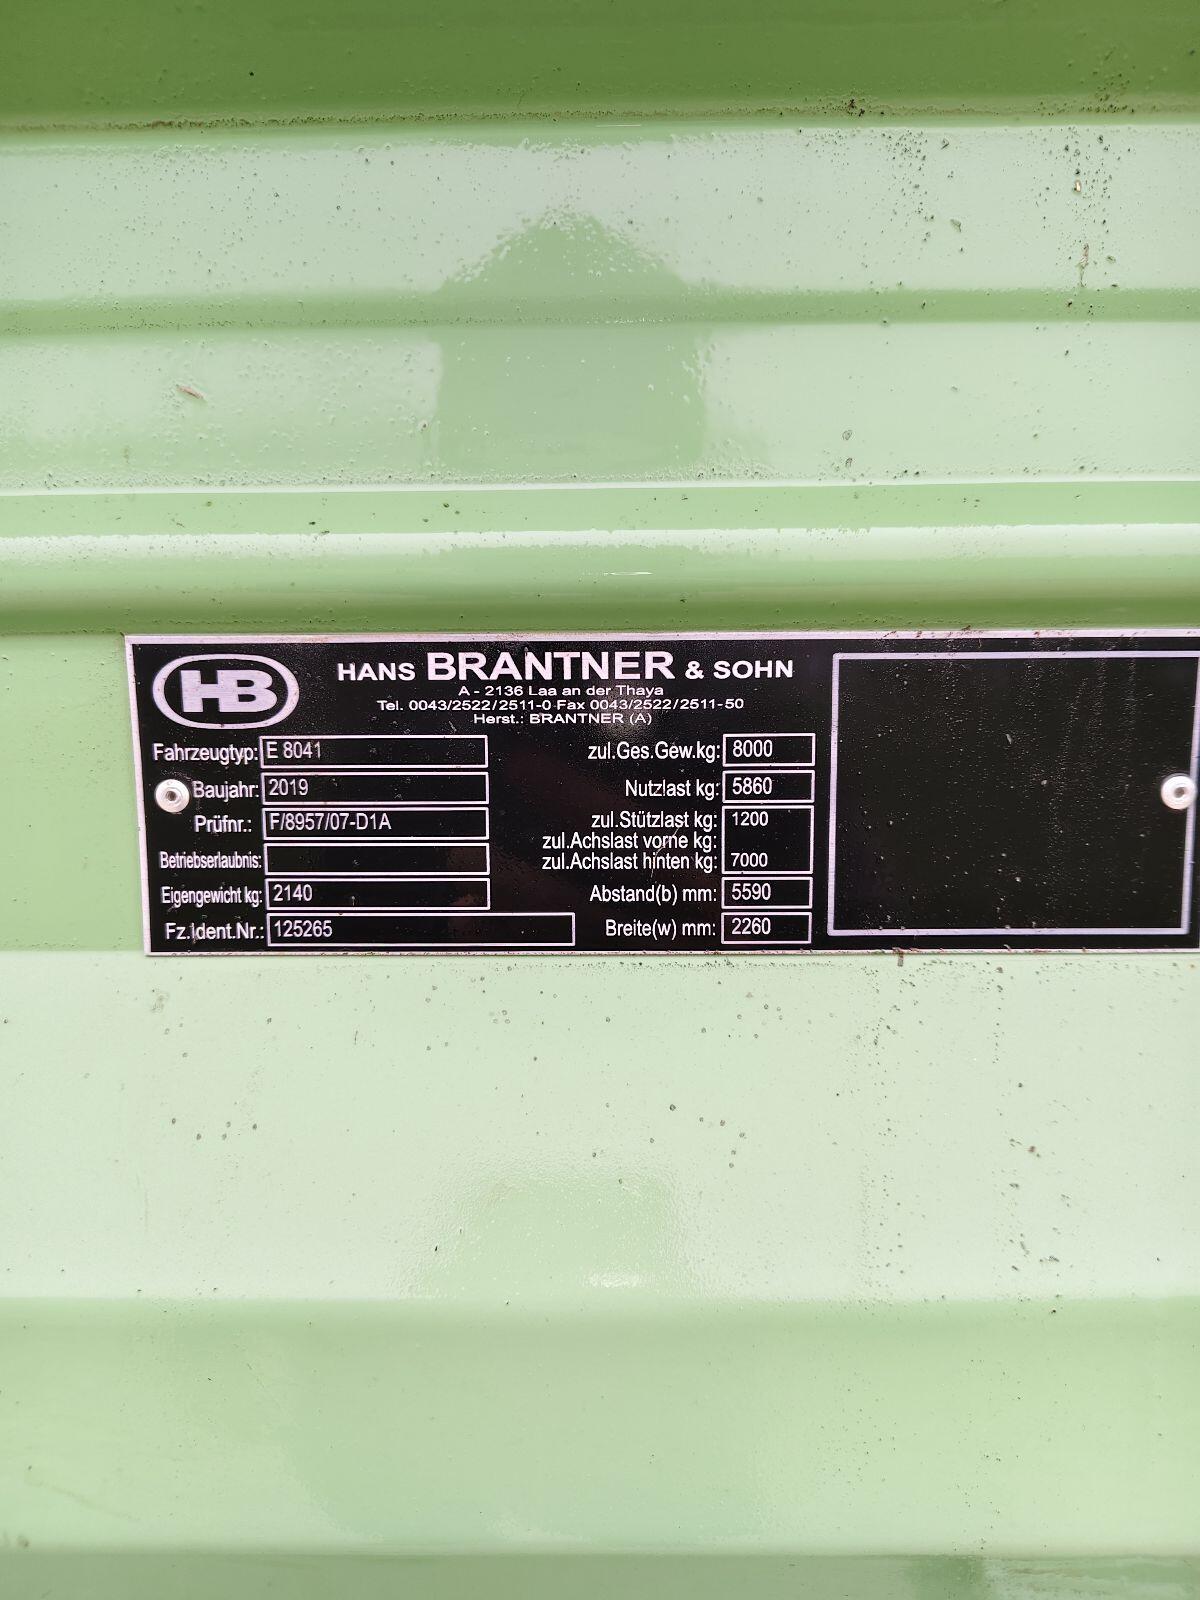 HB
HANS BRANTNER & SOHN
A - 2136 Laa an der Thaya
Tel. 0043/2522/2511-0 Fax 0043/2522/2511-50
Herst.: BRANTNER (A)
Fahrzeugtyp: E 8041
Baujahr: 2019
Prüfnr.: F/8957/07-D1A
Betriebserlaubnis:
Eigengewicht kg: 2140
Fz.Ident.Nr.: 125265
zul.Ges.Gew.kg: 8000
Nutzlast kg: 5860
zul.Stützlast kg: 1200
zul.Achslast vorne kg:
zul.Achslast hinten kg: 7000
Abstand(b) mm: 5590
Breite(w) mm: 2260